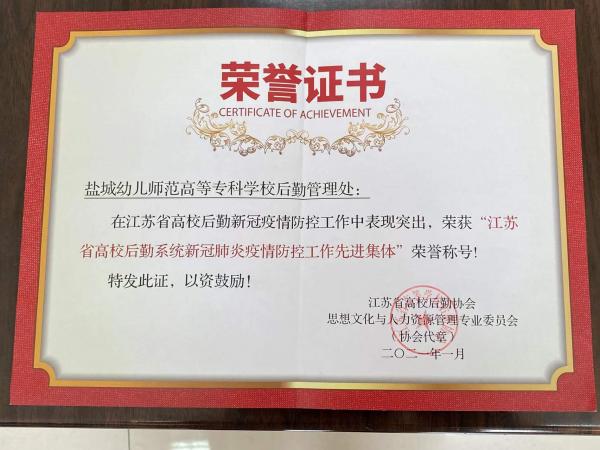 荣誉证书
CERTIFICATE OF ACHIEVEMENT
盐城幼儿师范高等专科学校后勤管理处：
在江苏省高校后勤新冠疫情防控工作中表现突出，荣获“江苏
省高校后勤系统新冠肺炎疫情防控工作先进集体”荣誉称号！
特发此证，以资鼓励！
江苏省高校后勤协会
思想文化与人力资源管理专业委员会
（协会代章）
二〇二一年一月